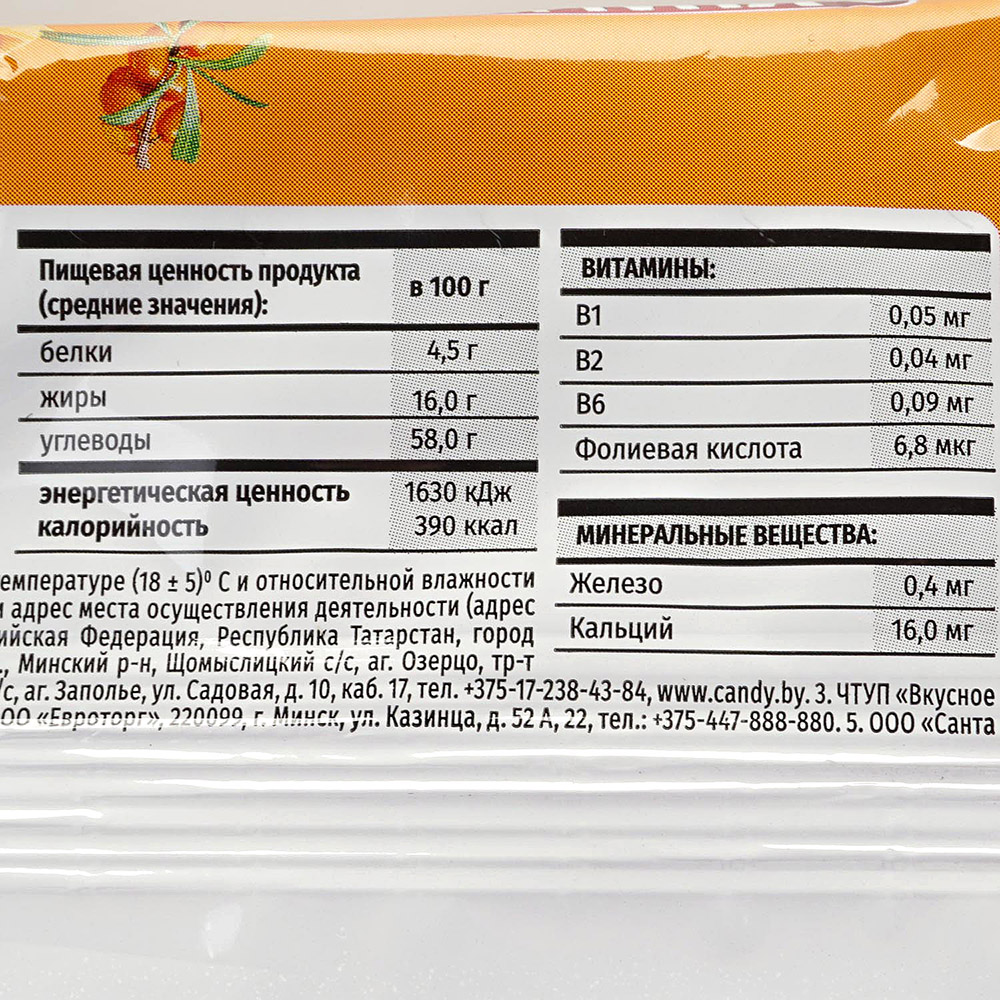 Пищевая ценность продукта
(средние значения):
в 100 г
белки 4,5 г
жиры 16,0 г
углеводы 58,0 г
энергетическая ценность 1630 кДж
калорийность 390 ккал
ВИТАМИНЫ:
В1 0,05 мг
В2 0,04 мг
В6 0,09 мг
Фолиевая кислота 6,8 мкг
МИНЕРАЛЬНЫЕ ВЕЩЕСТВА:
Железо 0,4 мг
Кальций 16,0 мг
емпературе (18 ± 5)⁰ С и относительной влажности
адрес места осуществления деятельности (адрес
ийская Федерация, Республика Татарстан, город
., Минский р-н, Щомыслицкий с/с, аг. Озерцо, тр-т
/с, аг. Заполье, ул. Садовая, д. 10, каб. 17, тел. +375-17-238-43-84, www.candy.by. 3. ЧТУП «Вкусное
ОО «Евроторг», 220099, г. Минск, ул. Казинца, д. 52 А, 22, тел.: +375-447-888-880. 5. ООО «Санта